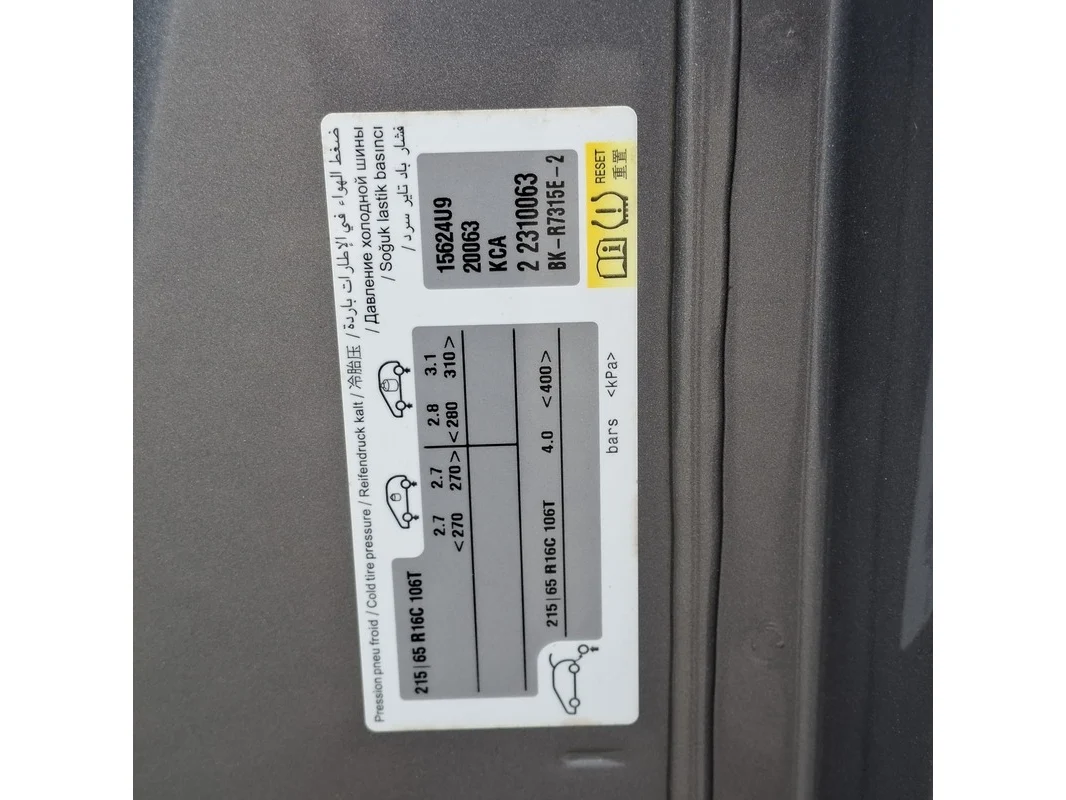 Pression pneu froid / Cold tire pressure / Reifendruck kalt / 冷胎压 / ضغط الهواء في الإطارات باردة
/ Давление холодной шины
/ Soğuk lastik basıncı
/ فشار باد تایر سرد
215|65 R16C 106T
2.7 2.7 2.8 3.1
<270 270> <280 310>
215|65 R16C 106T 4.0 <400>
bars <kPa>
15624U9
20063
KCA
2 2310063
BK-R7315E-2
RESET
重置